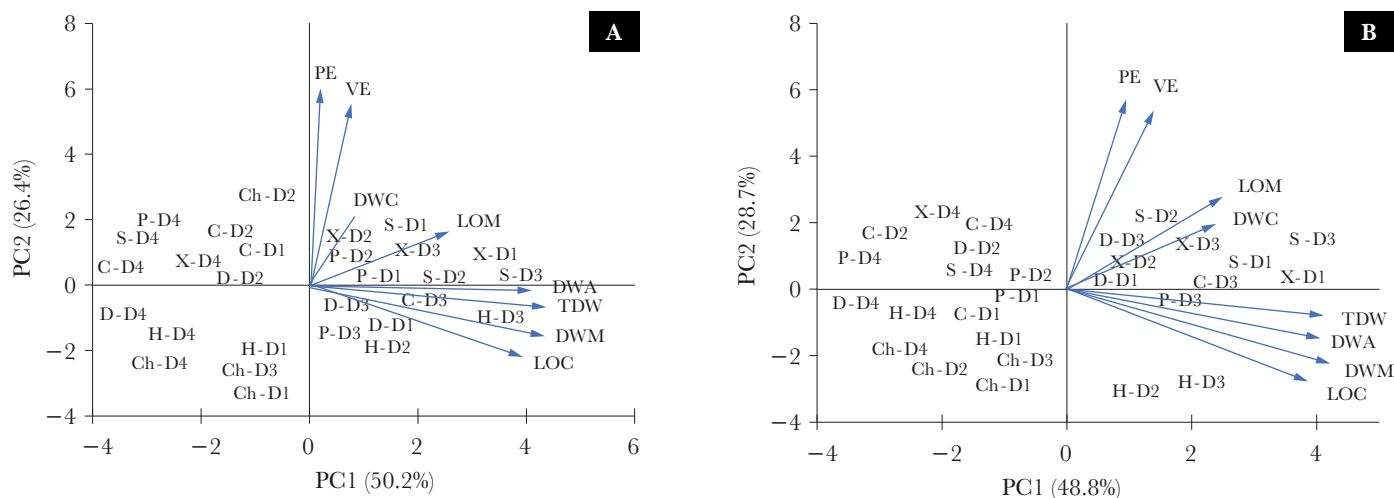 A
8
6
4
2
0
−2
−4
PC2 (26.4%)
PE
VE
Ch-D2
DWC
P-D4
S-D4
C-D2
S-D1
LOM
X-D2
C-D1
X-D3
X-D1
P-D2
C-D4
X-D4
D-D2
P-D1
S-D2
S-D3
DWA
D-D3
C-D3
TDW
D-D4
H-D3
H-D4
P-D3
D-D1
DWM
H-D1
H-D2
Ch-D4
Ch-D3
LOC
Ch-D1
−4
−2
0
2
4
6
PC1 (50.2%)
B
8
6
4
2
0
−2
−4
PC2 (28.7%)
PE
VE
LOM
X-D4
S-D2
DWC
C-D4
C-D2
D-D3
X-D3
S-D3
D-D2
P-D4
X-D2
S-D1
S-D4
P-D2
D-D1
C-D3
X-D1
P-D1
P-D3
D-D4
H-D4
C-D1
TDW
H-D1
DWA
Ch-D4
Ch-D3
Ch-D2
DWM
Ch-D1
H-D2
H-D3
LOC
−4
−2
0
2
4
PC1 (48.8%)